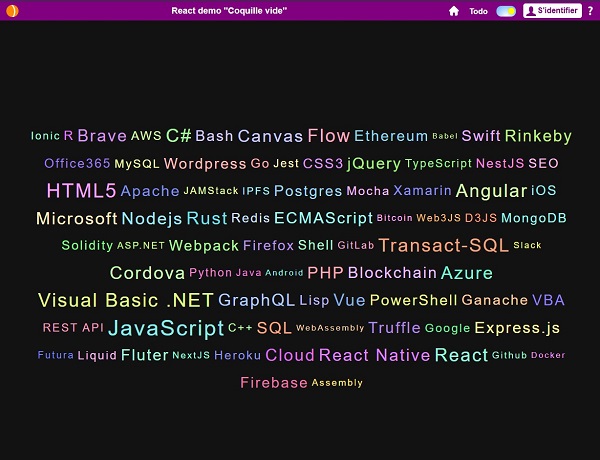 React demo "Coquille vide" Todo S'identifier ?
Ionic R Brave AWS C# Bash Canvas Flow Ethereum Babel Swift Rinkeby
Office365 MySQL Wordpress Go Jest CSS3 jQuery TypeScript NestJS SEO
HTML5 Apache JAMStack IPFS Postgres Mocha Xamarin Angular iOS
Microsoft Nodejs Rust Redis ECMAScript Bitcoin Web3JS D3JS MongoDB
Solidity ASP.NET Webpack Firefox Shell GitLab Transact-SQL Slack
Cordova Python Java Android PHP Blockchain Azure
Visual Basic .NET GraphQL Lisp Vue PowerShell Ganache VBA
REST API JavaScript C++ SQL WebAssembly Truffle Google Express.js
Futura Liquid Fluter NextJS Heroku Cloud React Native React Github Docker
Firebase Assembly